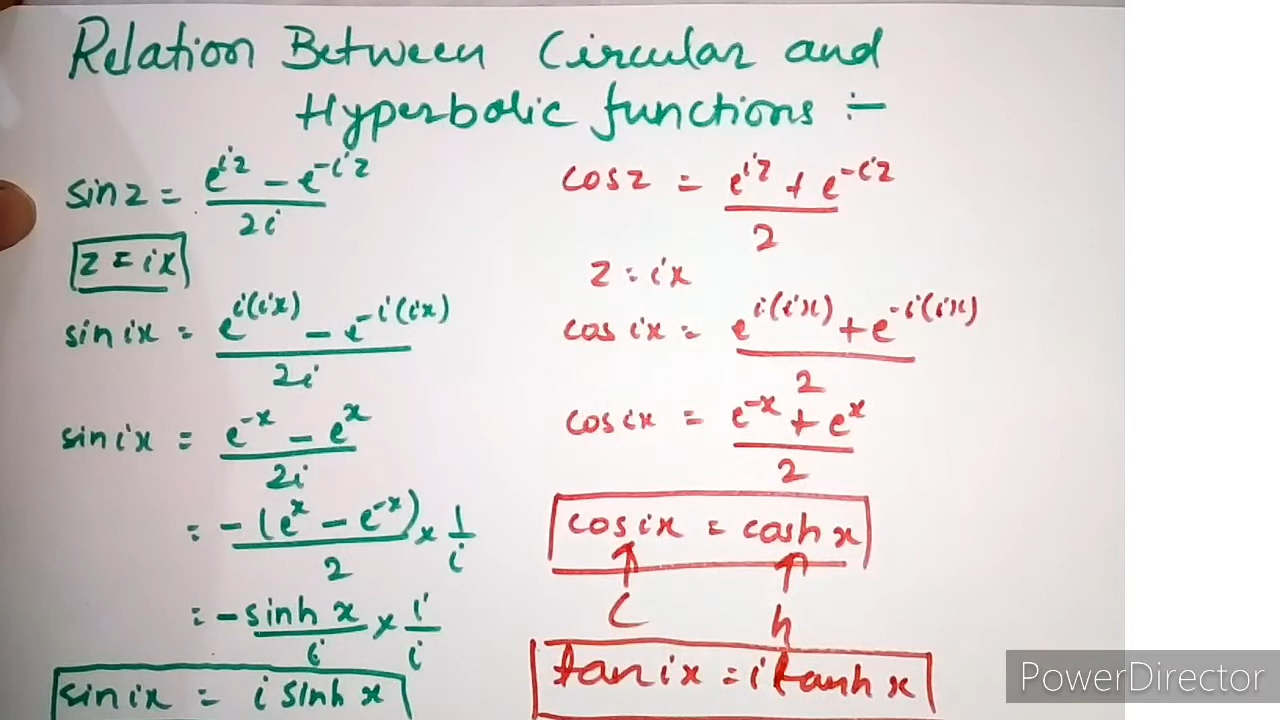 Relation Between Circular and
Hyperbolic functions :-
sin z = (e^{iz} - e^{-iz}) / 2i
z = ix
sin ix = (e^{i(ix)} - e^{-i(ix)}) / 2i
sin ix = (e^{-x} - e^{x}) / 2i
= -(e^{x} - e^{-x}) / 2 × 1/i
= -sinh x / i × i/i
sin ix = i sinh x
cos z = (e^{iz} + e^{-iz}) / 2
z = ix
cos ix = (e^{i(ix)} + e^{-i(ix)}) / 2
cos ix = (e^{-x} + e^{x}) / 2
cos ix = cosh x
C h
tan ix = i tanh x
PowerDirector